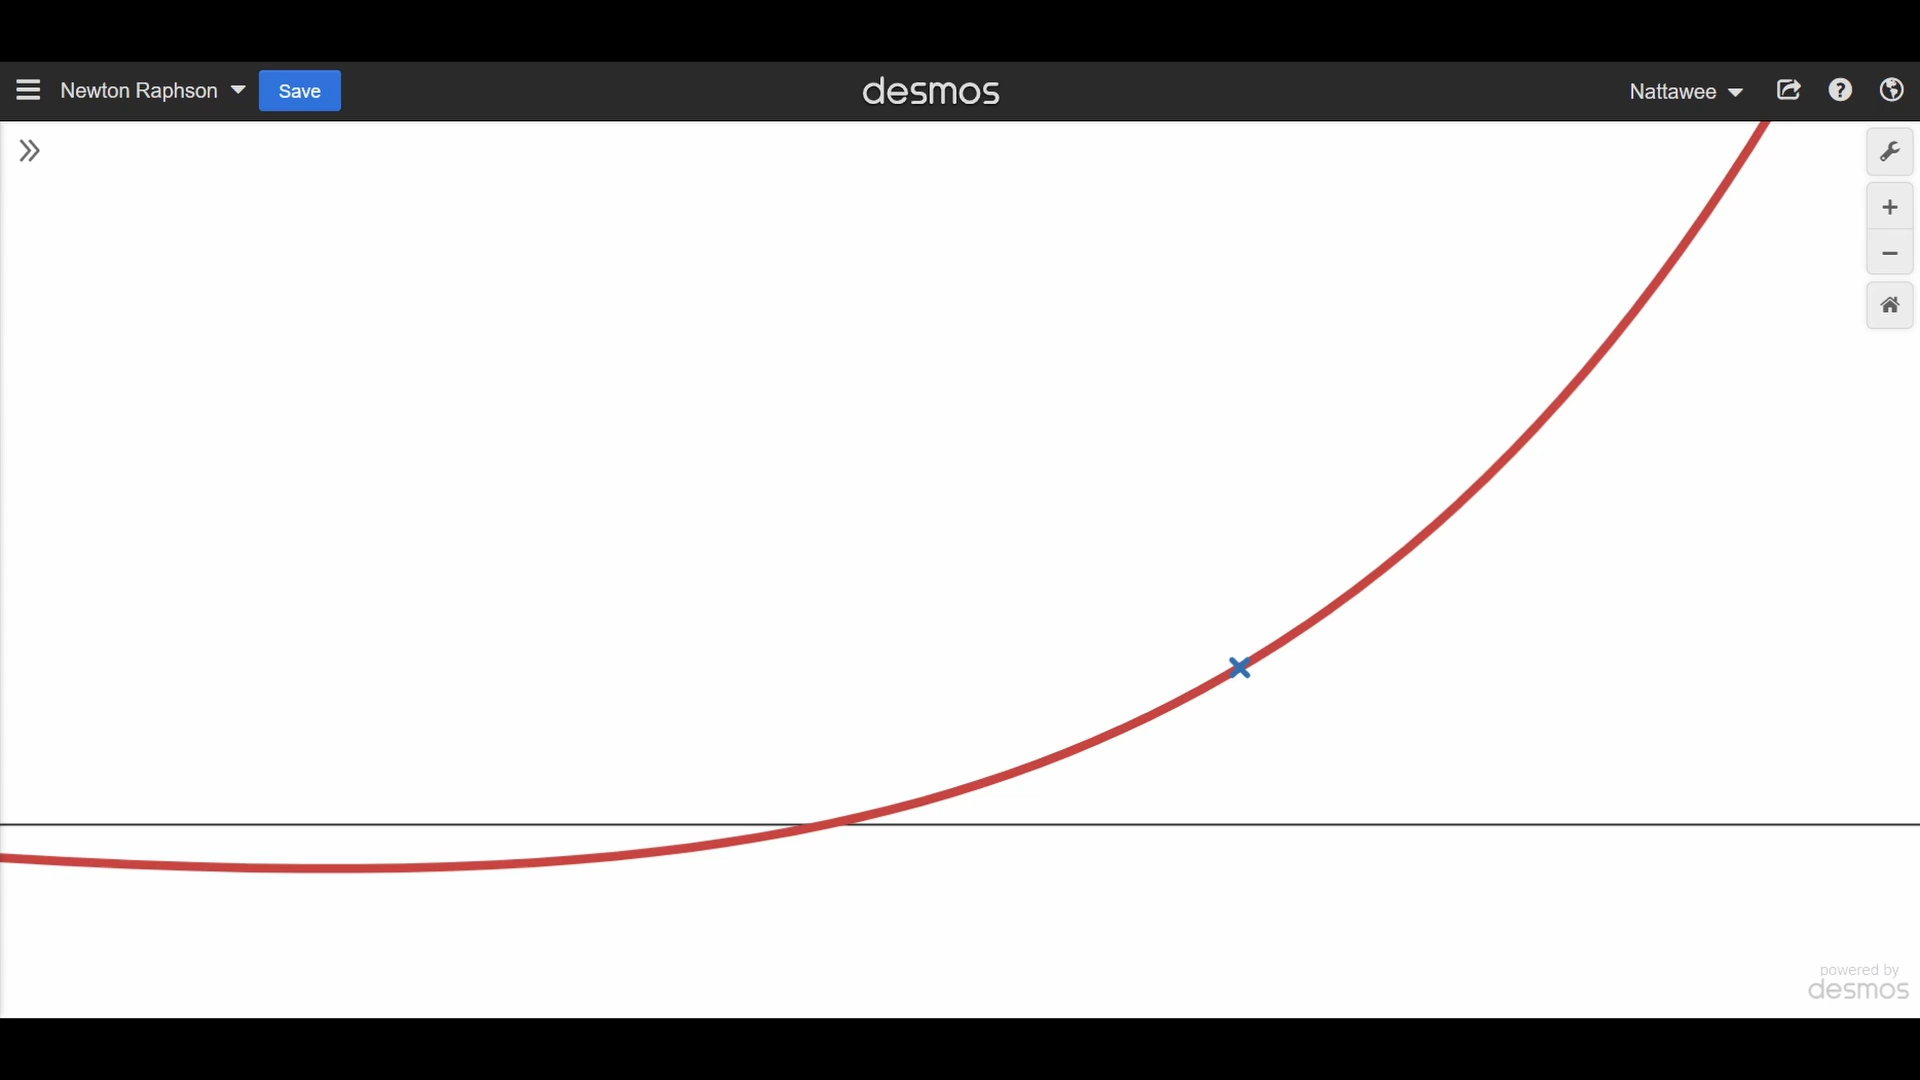 Newton Raphson
Save
desmos
Nattawee
powered by
desmos